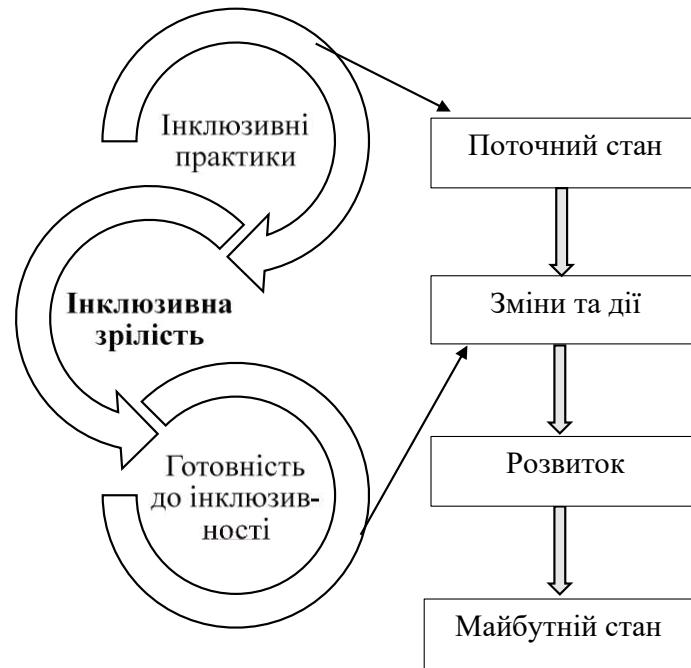 Інклюзивні
практики
Поточний стан
Інклюзивна
зрілість
Зміни та дії
Готовність
до інклюзив-
ності
Розвиток
Майбутній стан